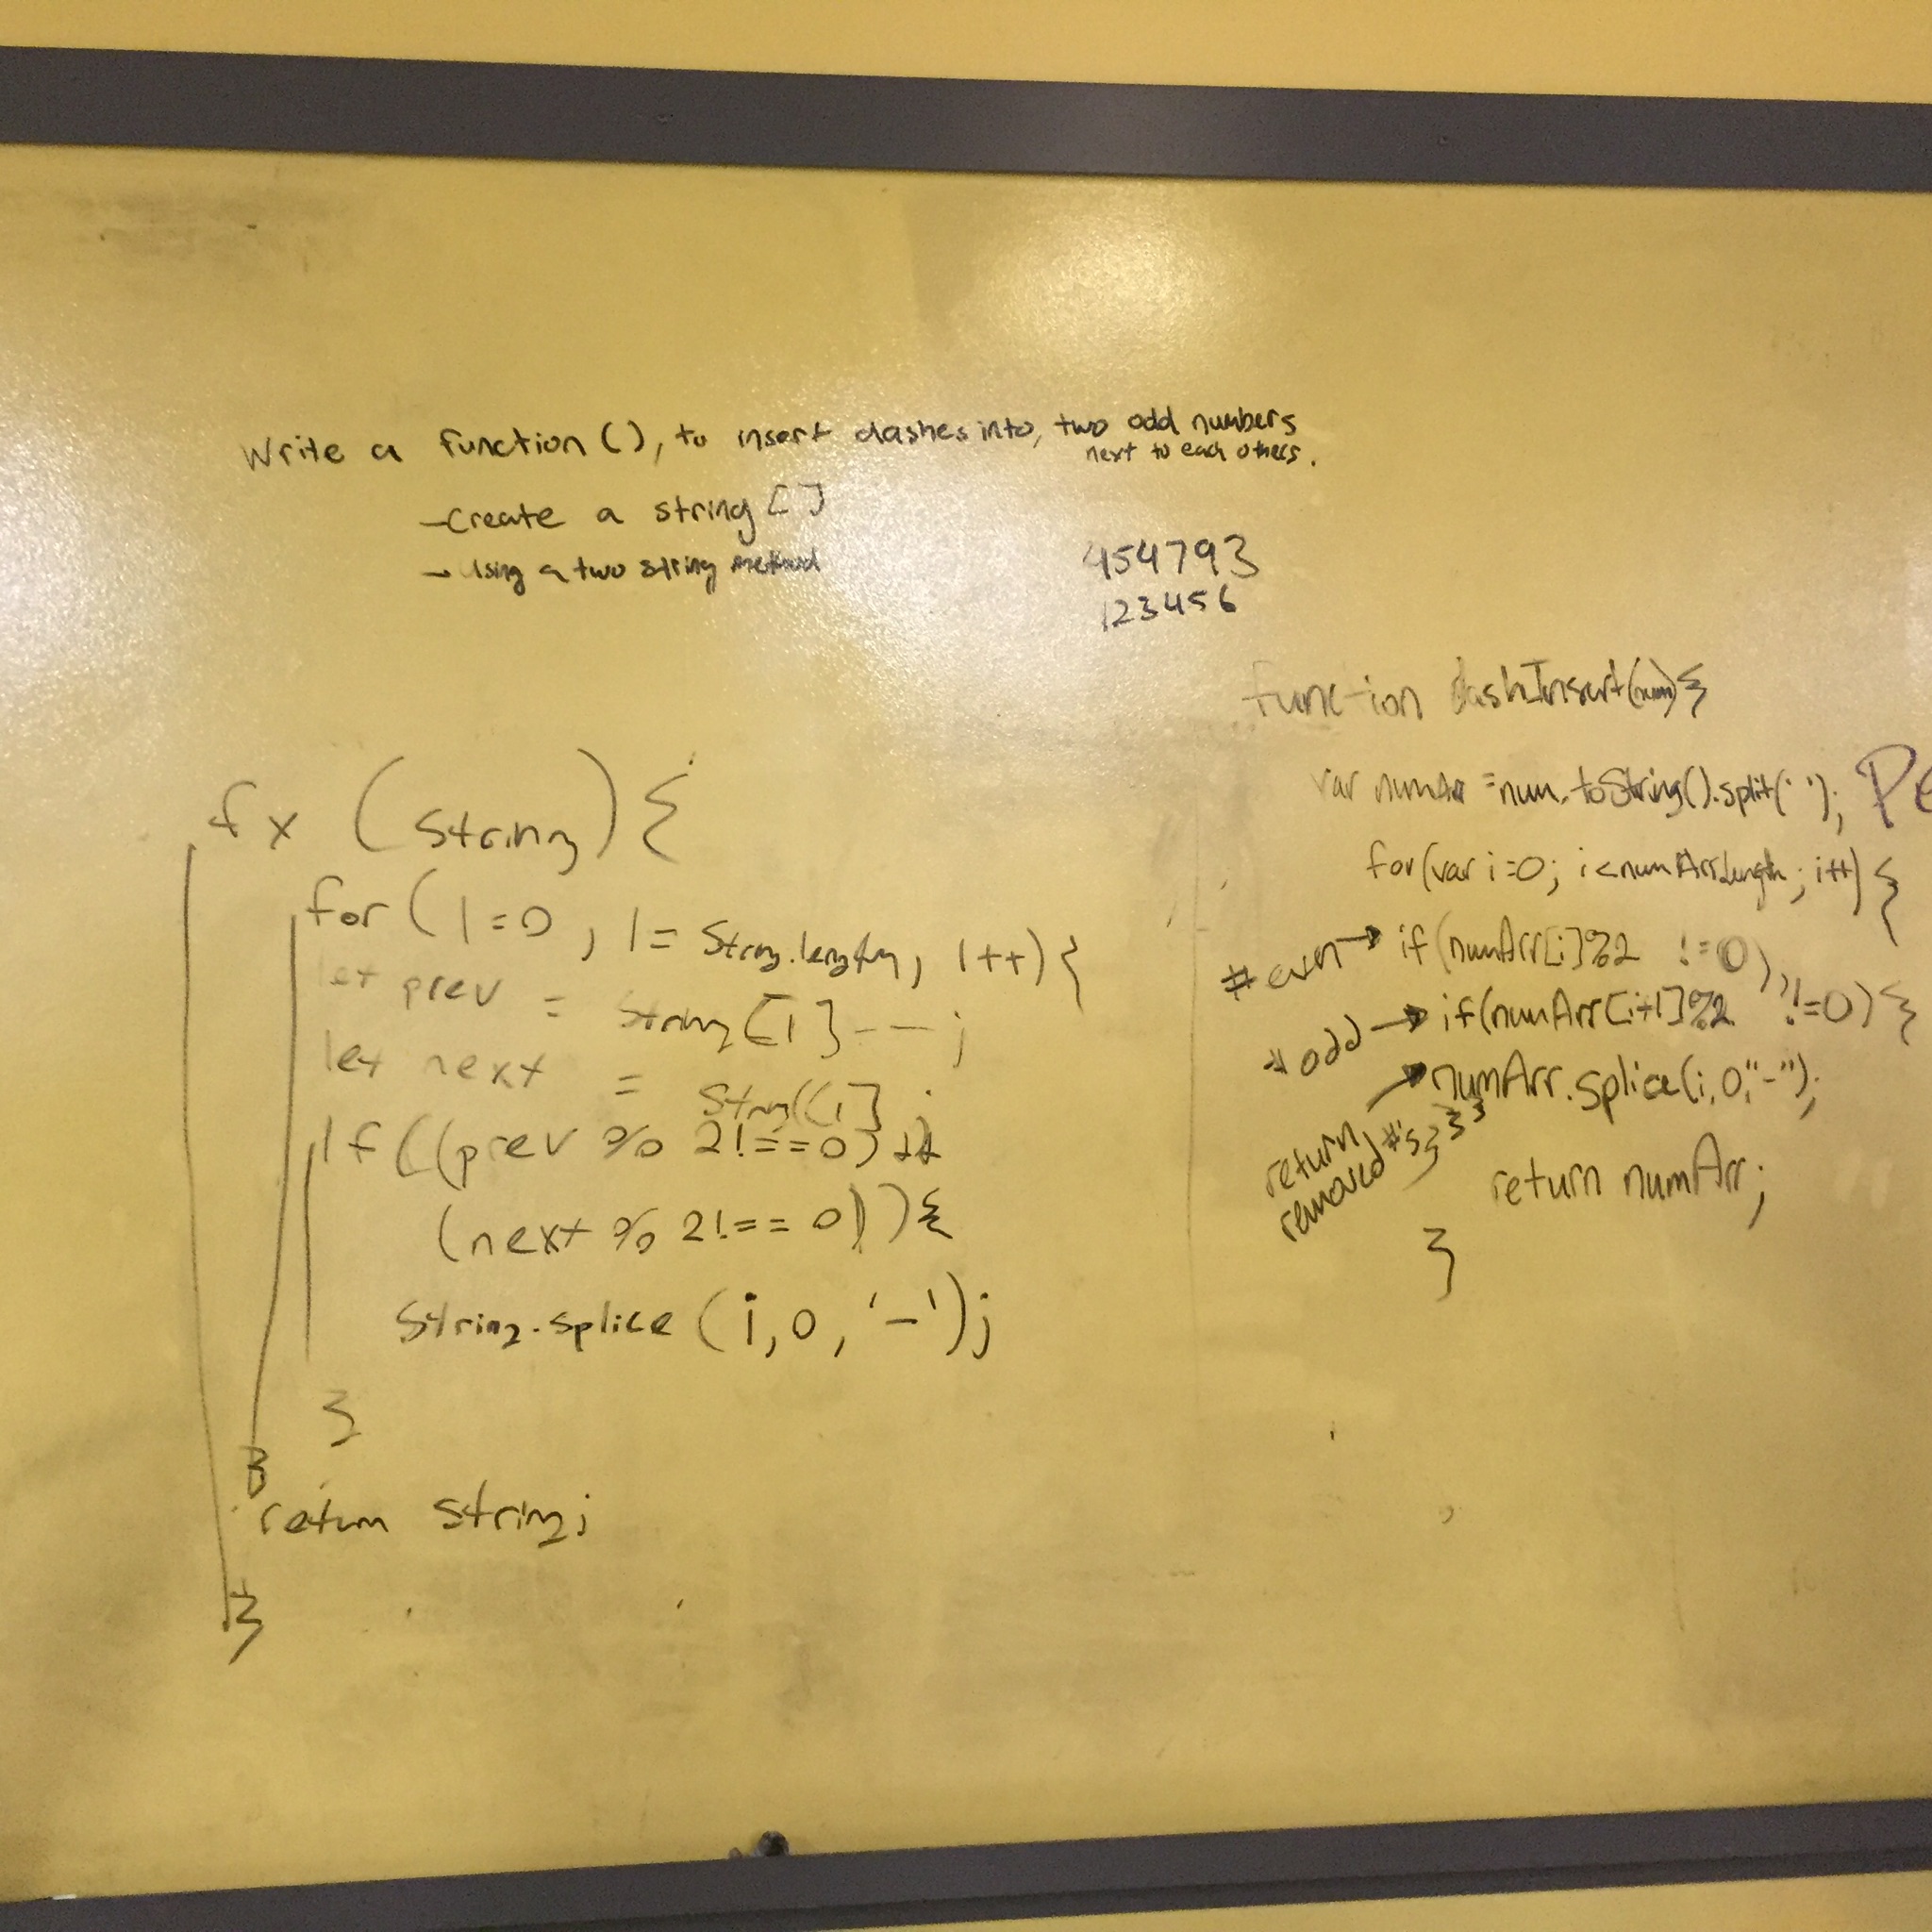 Write a function (), to insert dashes into, two odd numbers
next to each others.
-Create a string []
- Using a two string method
454793
123456
fx (string){
for (i=0, i= string.length, i++){
let prev = string[i]--;
let next = string[i];
if ((prev % 2!==0) &&
(next % 2!==0)){
string.splice (i,0,'-');
}
}
return string;
}
function dashInsert(num){
var numArr =num.toString().split('');
for(var i=0; i<numArr.length; i++){
#even→ if(numArr[i]%2 !=0)
#odd→ if(numArr[i+1]%2 !=0){
→numArr.splice(i,0,"-");
return
removed #'s
}}}
return numArr;
}
PE